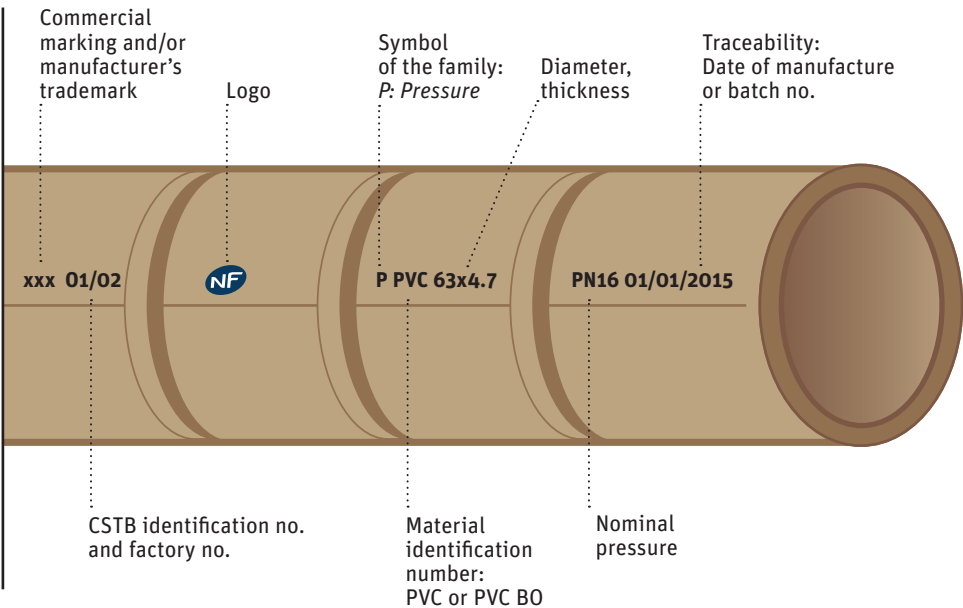 Commercial
marking and/or
manufacturer's
trademark
Logo
Symbol
of the family:
P: Pressure
Diameter,
thickness
Traceability:
Date of manufacture
or batch no.
xxx 01/02
NF
P PVC 63x4.7
PN16 01/01/2015
CSTB identification no.
and factory no.
Material
identification
number:
PVC or PVC BO
Nominal
pressure